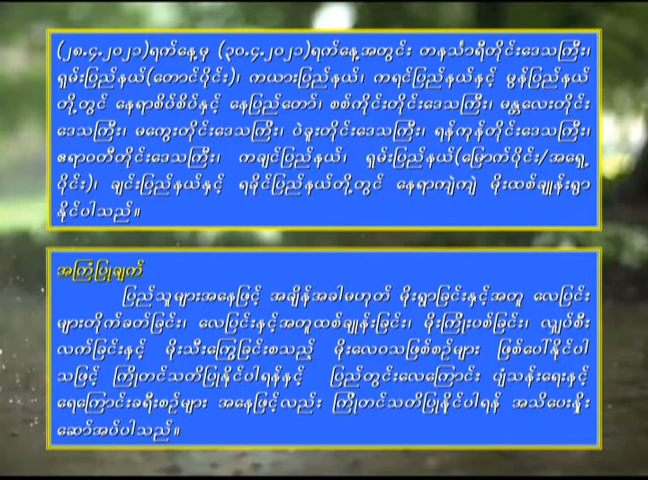 (၂၈.၄.၂၀၂၁)ရက်နေ့မှ (၃၀.၄.၂၀၂၁)ရက်နေ့အတွင်း တနင်္သာရီတိုင်းဒေသကြီး၊
ရှမ်းပြည်နယ်(တောင်ပိုင်း)၊ ကယားပြည်နယ်၊ ကရင်ပြည်နယ်နှင့် မွန်ပြည်နယ်
တို့တွင် နေရာစိပ်စိပ်နှင့် နေပြည်တော်၊ စစ်ကိုင်းတိုင်းဒေသကြီး၊ မန္တလေးတိုင်း
ဒေသကြီး၊ မကွေးတိုင်းဒေသကြီး၊ ပဲခူးတိုင်းဒေသကြီး၊ ရန်ကုန်တိုင်းဒေသကြီး၊
ဧရာဝတီတိုင်းဒေသကြီး၊ ကချင်ပြည်နယ်၊ ရှမ်းပြည်နယ်(မြောက်ပိုင်း/အရှေ့
ပိုင်း)၊ ချင်းပြည်နယ်နှင့် ရခိုင်ပြည်နယ်တို့တွင် နေရာကျဲကျဲ မိုးထစ်ချုန်းရွာ
နိုင်ပါသည်။
အကြံပြုချက်
ပြည်သူများအနေဖြင့် အချိန်အခါမဟုတ် မိုးရွာခြင်းနှင့်အတူ လေပြင်း
များတိုက်ခတ်ခြင်း၊ လေပြင်းနှင့်အတူထစ်ချုန်းခြင်း၊ မိုးကြိုးပစ်ခြင်း၊ လျှပ်စီး
လက်ခြင်းနှင့် မိုးသီးကြွေခြင်းစသည့် မိုးလေဝသဖြစ်စဉ်များ ဖြစ်ပေါ်နိုင်ပါ
သဖြင့် ကြိုတင်သတိပြုနိုင်ပါရန်နှင့် ပြည်တွင်းလေကြောင်း ပျံသန်းရေးနှင့်
ရေကြောင်းခရီးစဉ်များ အနေဖြင့်လည်း ကြိုတင်သတိပြုနိုင်ပါရန် အသိပေးနှိုး
ဆော်အပ်ပါသည်။